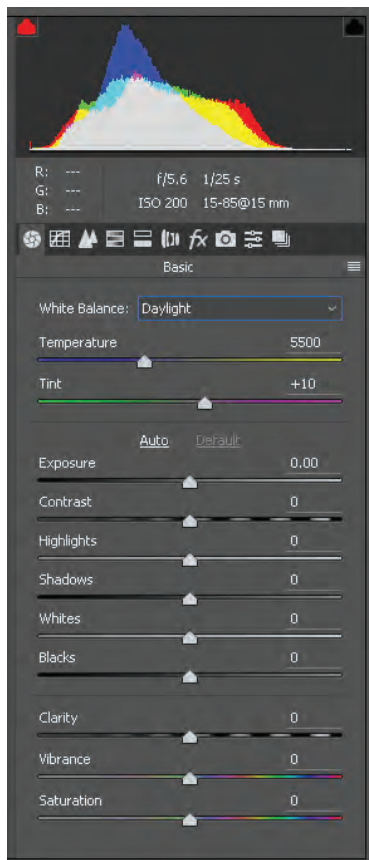 R: ---
G: ---
B: ---
f/5.6 1/25 s
ISO 200 15-85@15 mm
fx
Basic
White Balance: Daylight
Temperature 5500
Tint +10
Auto Default
Exposure 0.00
Contrast 0
Highlights 0
Shadows 0
Whites 0
Blacks 0
Clarity 0
Vibrance 0
Saturation 0